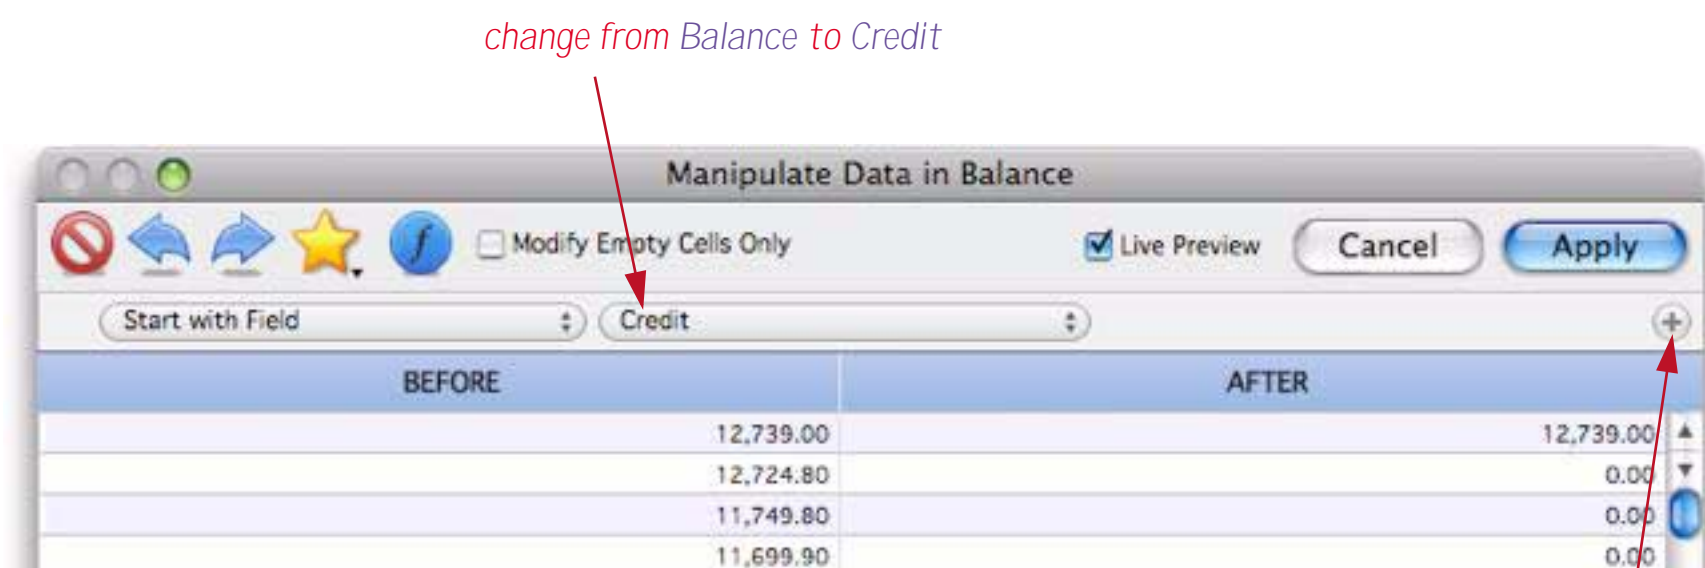 change from Balance to Credit
Manipulate Data in Balance
f Modify Empty Cells Only Live Preview Cancel Apply
Start with Field Credit
BEFORE AFTER
12,739.00 12,739.00
12,724.80 0.00
11,749.80 0.00
11,699.90 0.00